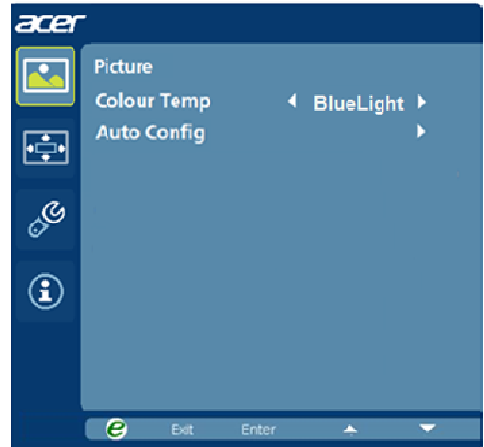 acer
Picture
Colour Temp BlueLight
Auto Config
e Exit Enter